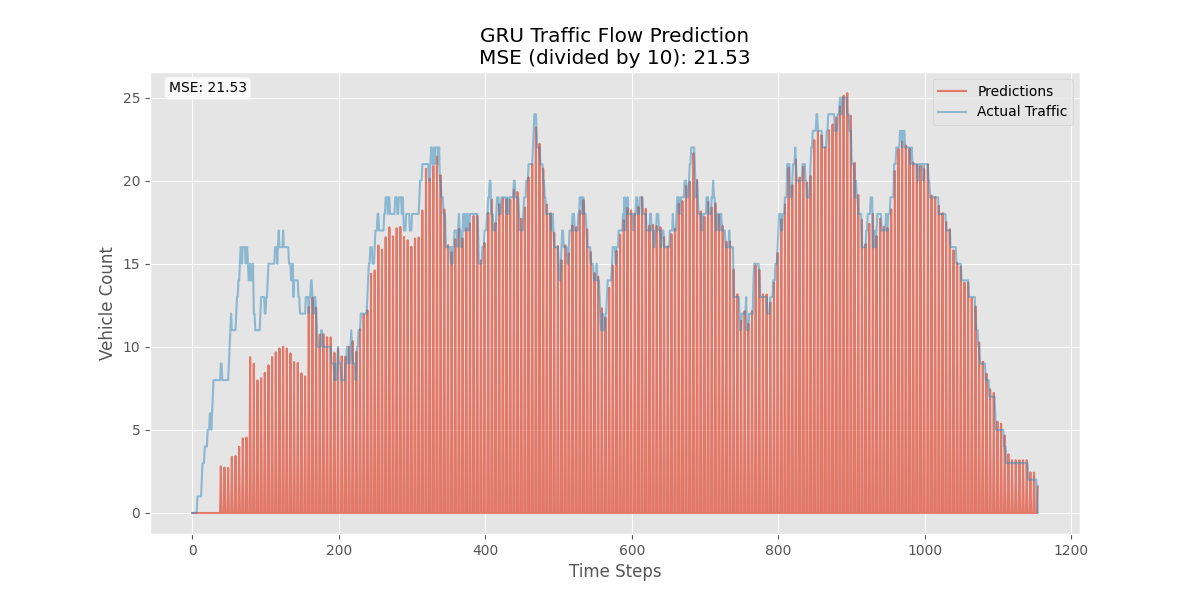 GRU Traffic Flow Prediction
MSE (divided by 10): 21.53
MSE: 21.53
Predictions
Actual Traffic
Vehicle Count
25
20
15
10
5
0
0 200 400 600 800 1000 1200
Time Steps